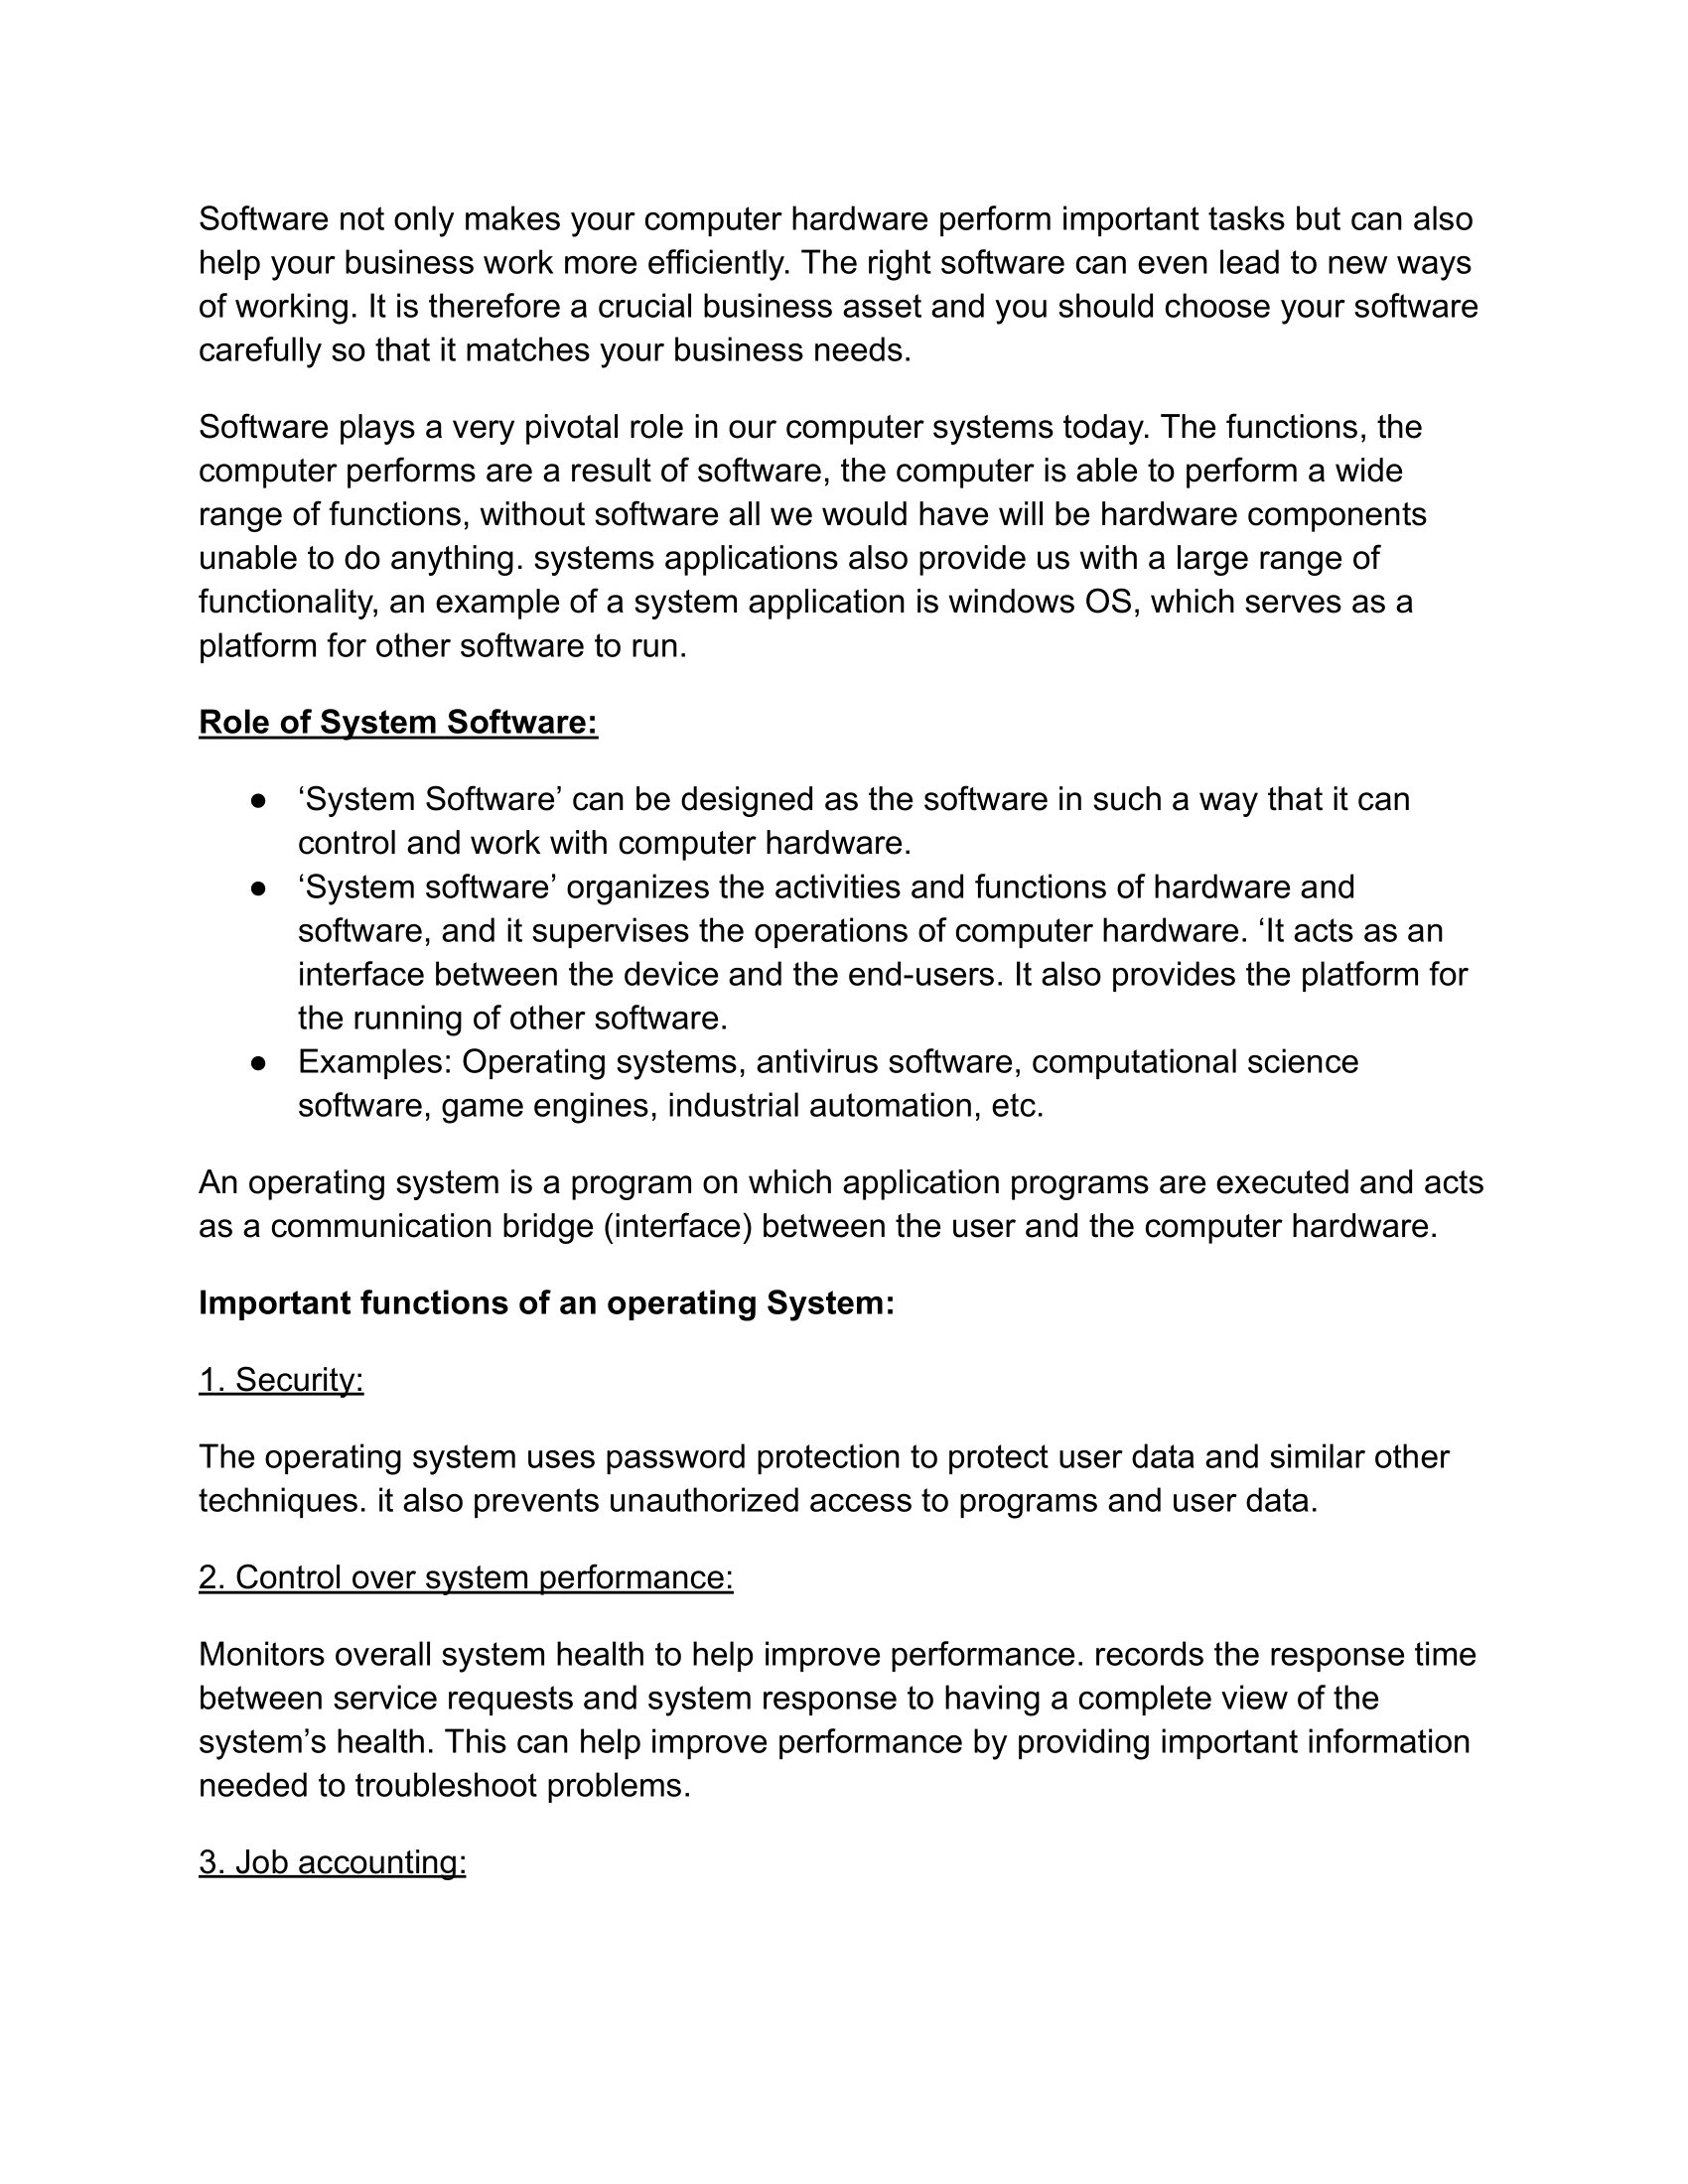 Software not only makes your computer hardware perform important tasks but can also
help your business work more efficiently. The right software can even lead to new ways
of working. It is therefore a crucial business asset and you should choose your software
carefully so that it matches your business needs.
Software plays a very pivotal role in our computer systems today. The functions, the
computer performs are a result of software, the computer is able to perform a wide
range of functions, without software all we would have will be hardware components
unable to do anything. systems applications also provide us with a large range of
functionality, an example of a system application is windows OS, which serves as a
platform for other software to run.
Role of System Software:
● ‘System Software’ can be designed as the software in such a way that it can
control and work with computer hardware.
● ‘System software’ organizes the activities and functions of hardware and
software, and it supervises the operations of computer hardware. ‘It acts as an
interface between the device and the end-users. It also provides the platform for
the running of other software.
● Examples: Operating systems, antivirus software, computational science
software, game engines, industrial automation, etc.
An operating system is a program on which application programs are executed and acts
as a communication bridge (interface) between the user and the computer hardware.
Important functions of an operating System:
1. Security:
The operating system uses password protection to protect user data and similar other
techniques. it also prevents unauthorized access to programs and user data.
2. Control over system performance:
Monitors overall system health to help improve performance. records the response time
between service requests and system response to having a complete view of the
system’s health. This can help improve performance by providing important information
needed to troubleshoot problems.
3. Job accounting: